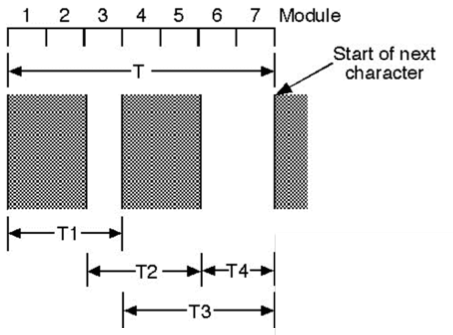 1 2 3 4 5 6 7 Module
Start of next
character
T
T1
T2
T4
T3